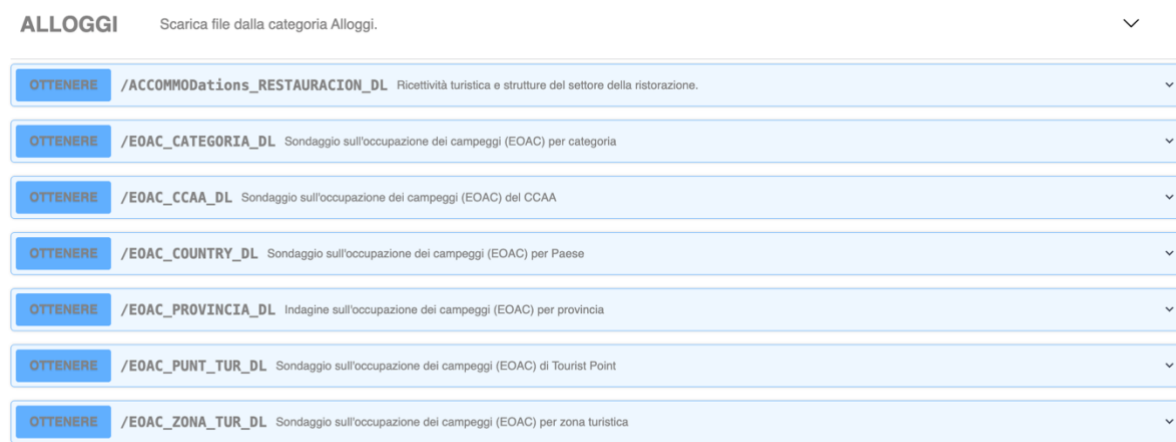 ALLOGGI Scarica file dalla categoria Alloggi.
OTTENERE /ACCOMMODations_RESTAURACION_DL Ricettività turistica e strutture del settore della ristorazione.
OTTENERE /EOAC_CATEGORIA_DL Sondaggio sull'occupazione dei campeggi (EOAC) per categoria
OTTENERE /EOAC_CCAA_DL Sondaggio sull'occupazione dei campeggi (EOAC) del CCAA
OTTENERE /EOAC_COUNTRY_DL Sondaggio sull'occupazione dei campeggi (EOAC) per Paese
OTTENERE /EOAC_PROVINCIA_DL Indagine sull'occupazione dei campeggi (EOAC) per provincia
OTTENERE /EOAC_PUNT_TUR_DL Sondaggio sull'occupazione dei campeggi (EOAC) di Tourist Point
OTTENERE /EOAC_ZONA_TUR_DL Sondaggio sull'occupazione dei campeggi (EOAC) per zona turistica